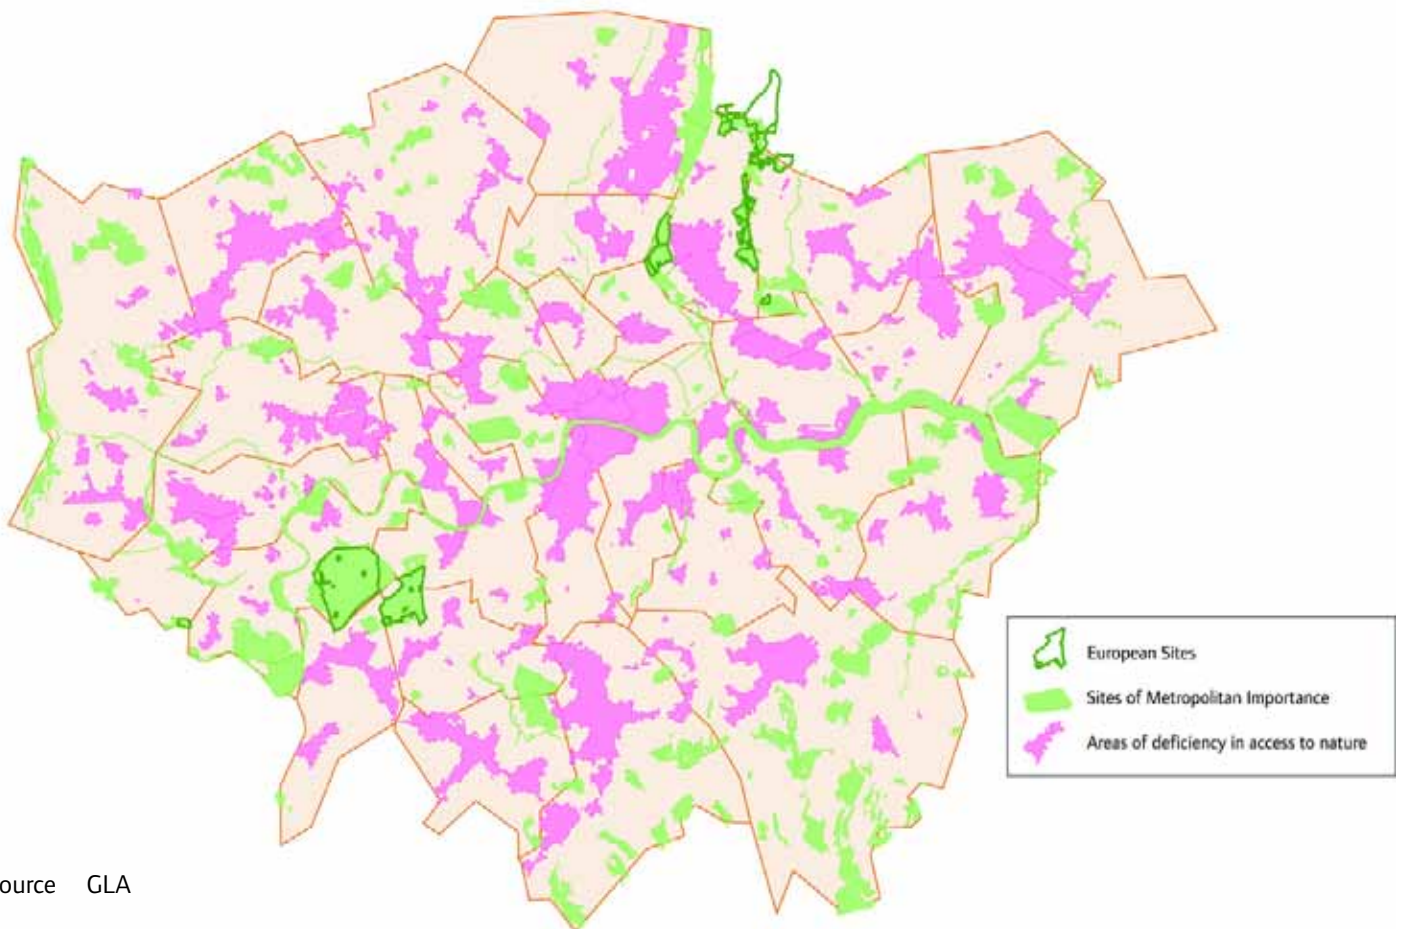 European Sites
Sites of Metropolitan Importance
Areas of deficiency in access to nature
ource GLA